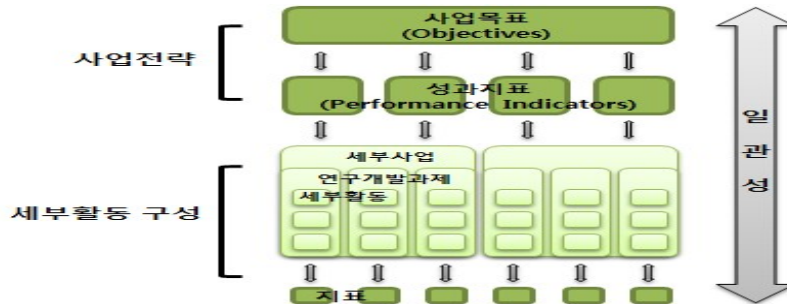 사업목표
(Objectives)
사업전략
성과지표
(Performance Indicators)
일관성
세부사업
연구개발과제
세부활동
세부활동 구성
지표